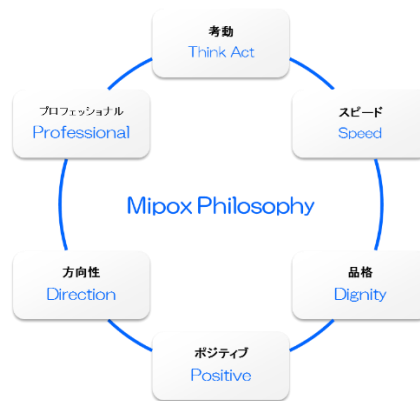 考動
Think Act
プロフェッショナル
Professional
スピード
Speed
Mipox Philosophy
方向性
Direction
品格
Dignity
ポジティブ
Positive